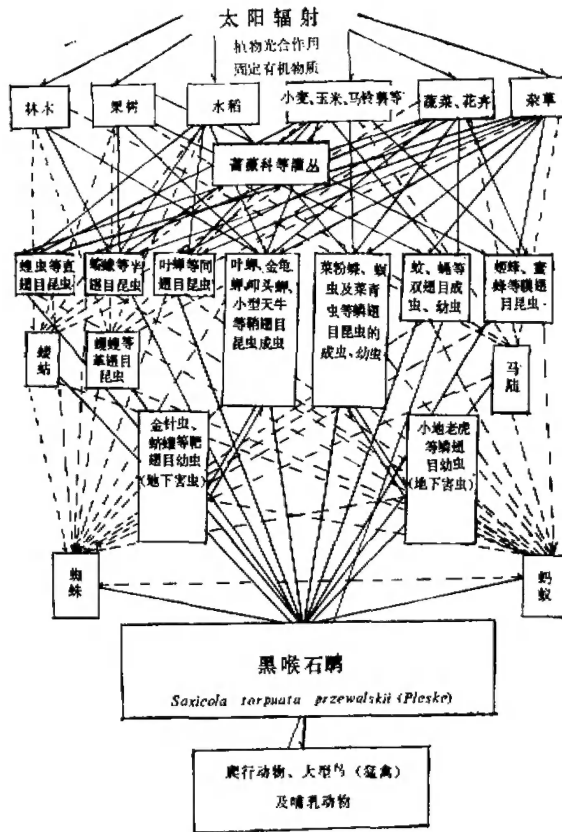 太阳辐射
植物光合作用
固定有机物质
林木
果树
水稻
小麦、玉米、马铃薯等
蔬菜、花卉
杂草
蔷薇科等灌丛
蝗虫等直
翅目昆虫
蝽蟓等半
翅目昆虫
叶蝉等同
翅目昆虫
叶蝉、金龟
蝉、叩头蝉、
小型天牛
等鞘翅目
昆虫成虫
菜粉蝶、螟
虫及菜青
虫等鳞翅
目昆虫的
成虫、幼虫
蚊、蝇等
双翅目成
虫、幼虫
姬蜂、蜜
蜂等膜翅
目昆虫
蝼蛄
蠼螋等
革翅目
昆虫
马陆
金针虫、
蛴螬等
翅目幼虫
(地下害虫)
小地老虎
等鳞翅
目幼虫
(地下害虫)
蜘蛛
蚂蚁
黑喉石鵖
Saxicola torquata przewalskii (Pleske)
爬行动物、大型鸟(猛禽)
及哺乳动物